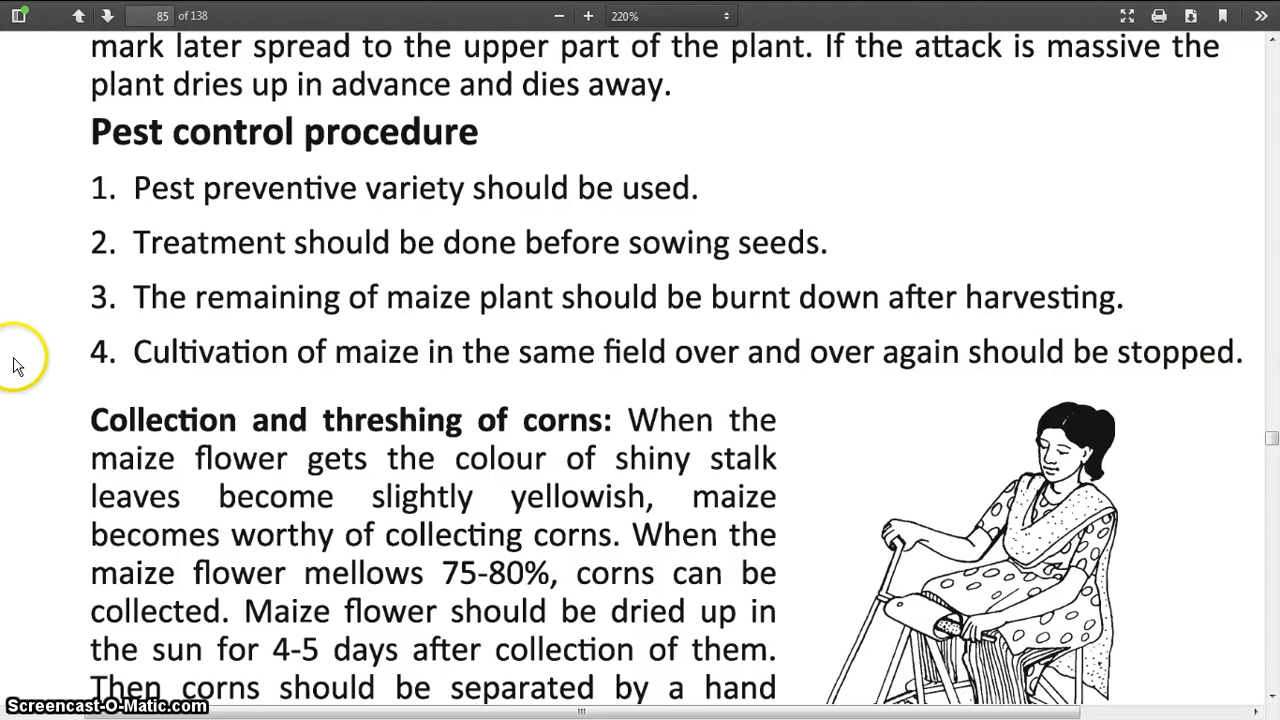 85 of 138
220%
mark later spread to the upper part of the plant. If the attack is massive the
plant dries up in advance and dies away.
Pest control procedure
1. Pest preventive variety should be used.
2. Treatment should be done before sowing seeds.
3. The remaining of maize plant should be burnt down after harvesting.
4. Cultivation of maize in the same field over and over again should be stopped.
Collection and threshing of corns: When the
maize flower gets the colour of shiny stalk
leaves become slightly yellowish, maize
becomes worthy of collecting corns. When the
maize flower mellows 75-80%, corns can be
collected. Maize flower should be dried up in
the sun for 4-5 days after collection of them.
Then corns should be separated by a hand
Screencast-O-Matic.com